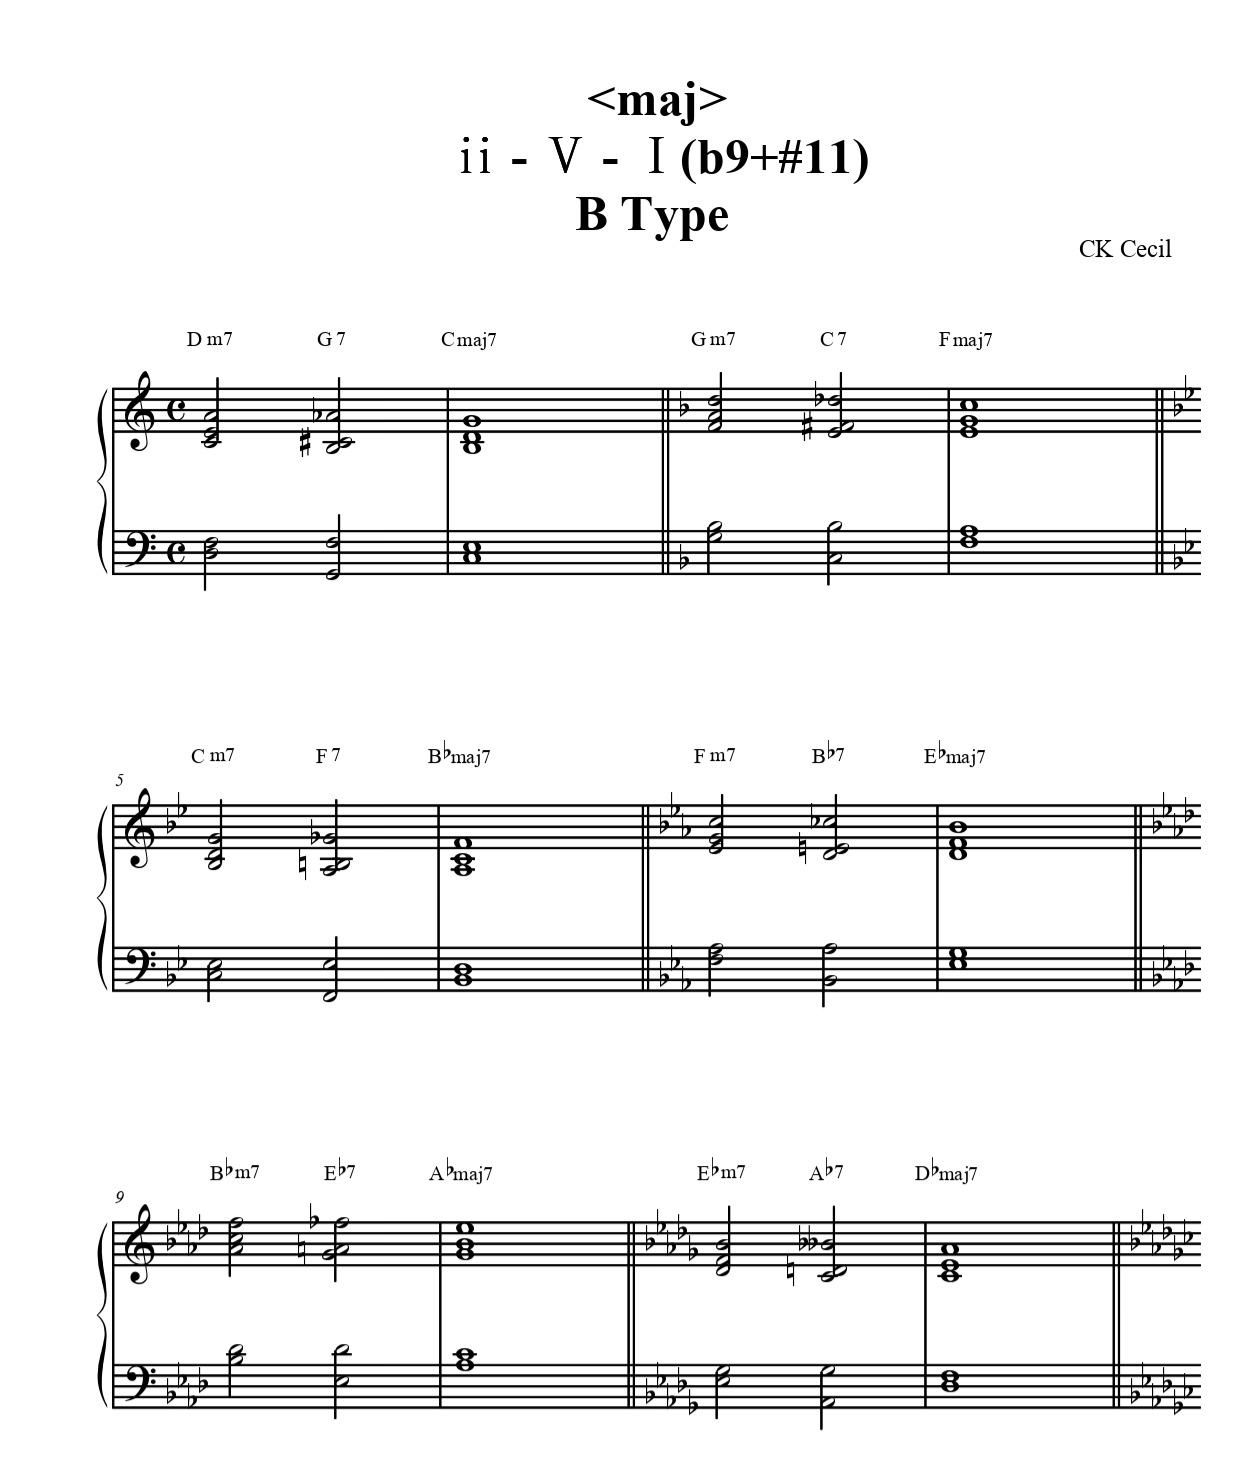 <maj>
ii - V - I (b9+#11)
B Type
CK Cecil
D m7 G 7 C maj7 G m7 C 7 F maj7
5
C m7 F 7 B♭maj7 F m7 B♭7 E♭maj7
9
B♭m7 E♭7 A♭maj7 E♭m7 A♭7 D♭maj7